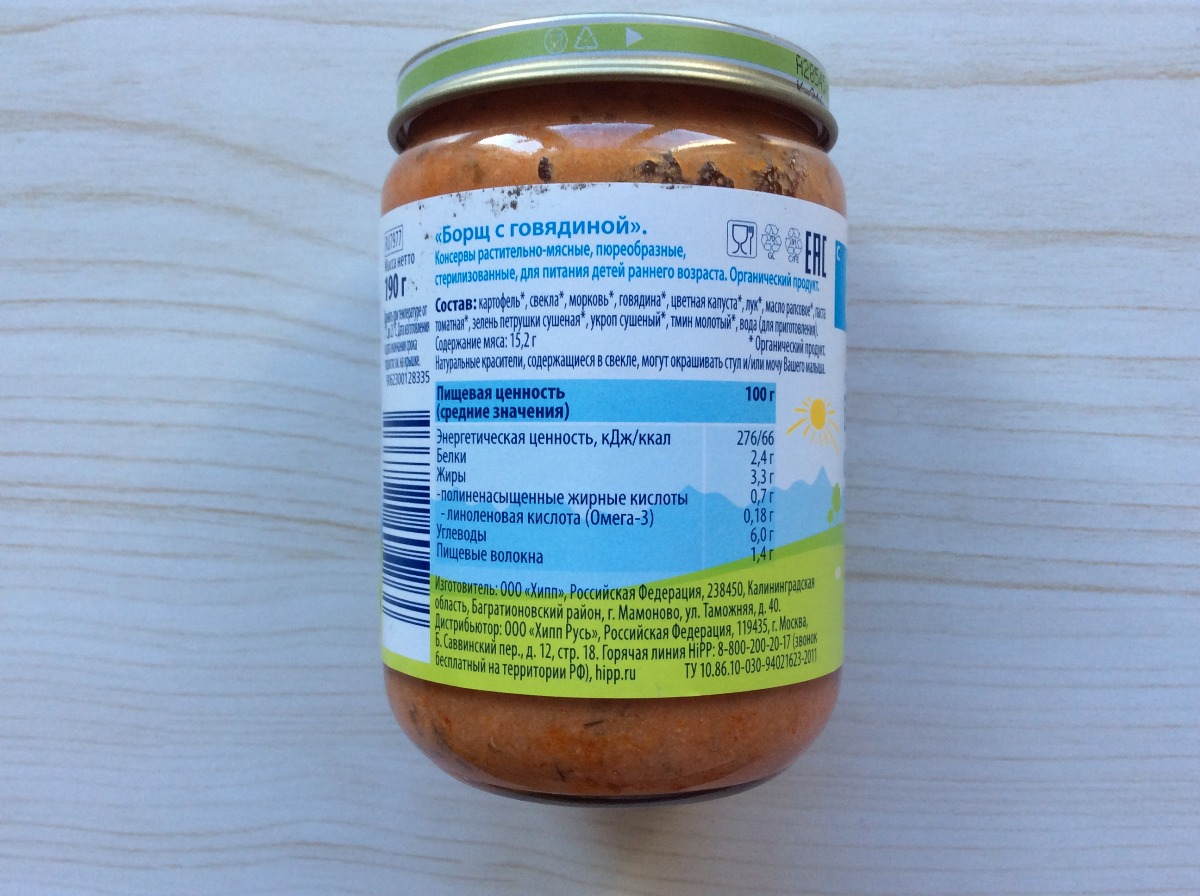 «Борщ с говядиной».
Консервы растительно-мясные, пюреобразные,
стерилизованные, для питания детей раннего возраста. Органический продукт.
Состав: картофель*, свекла*, морковь*, говядина*, цветная капуста*, лук*, масло рапсовое*, паста
томатная*, зелень петрушки сушеная*, укроп сушеный*, тмин молотый*, вода (для приготовления).
Содержание мяса: 15,2 г
* Органический продукт.
Натуральные красители, содержащиеся в свекле, могут окрашивать стул и/или мочу Вашего малыша.
EAC
нетто
190 г
9062300128335
Пищевая ценность 100 г
(средние значения)
Энергетическая ценность, кДж/ккал 276/66
Белки 2,4 г
Жиры 3,3 г
-полиненасыщенные жирные кислоты 0,7 г
- линоленовая кислота (Омега-3) 0,18 г
Углеводы 6,0 г
Пищевые волокна 1,4 г
Изготовитель: ООО «Хипп», Российская Федерация, 238450, Калининградская
область, Багратионовский район, г. Мамоново, ул. Таможняя, д. 40.
Дистрибьютор: ООО «Хипп Русь», Российская Федерация, 119435, г. Москва,
Б. Саввинский пер., д. 12, стр. 18. Горячая линия HiPP: 8-800-200-20-17 (звонок
бесплатный на территории РФ), hipp.ru ТУ 10.86.10-030-94021623-2011